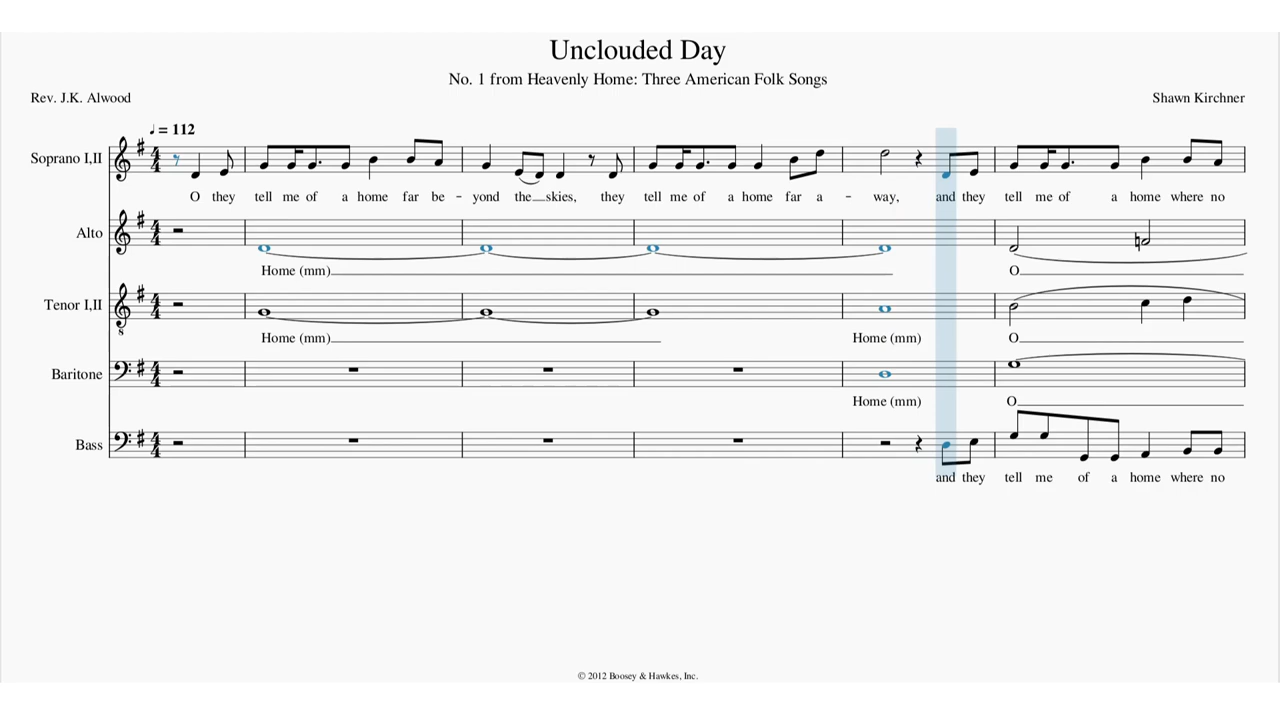 Unclouded Day
No. 1 from Heavenly Home: Three American Folk Songs
Rev. J.K. Alwood
Shawn Kirchner
♩ = 112
Soprano I,II
O they tell me of a home far be - yond the skies, they tell me of a home far a - way, and they tell me of a home where no
Alto
Home (mm) O
Tenor I,II
8
Home (mm) Home (mm) O
Baritone
Home (mm) O
Bass
and they tell me of a home where no
© 2012 Boosey & Hawkes, Inc.